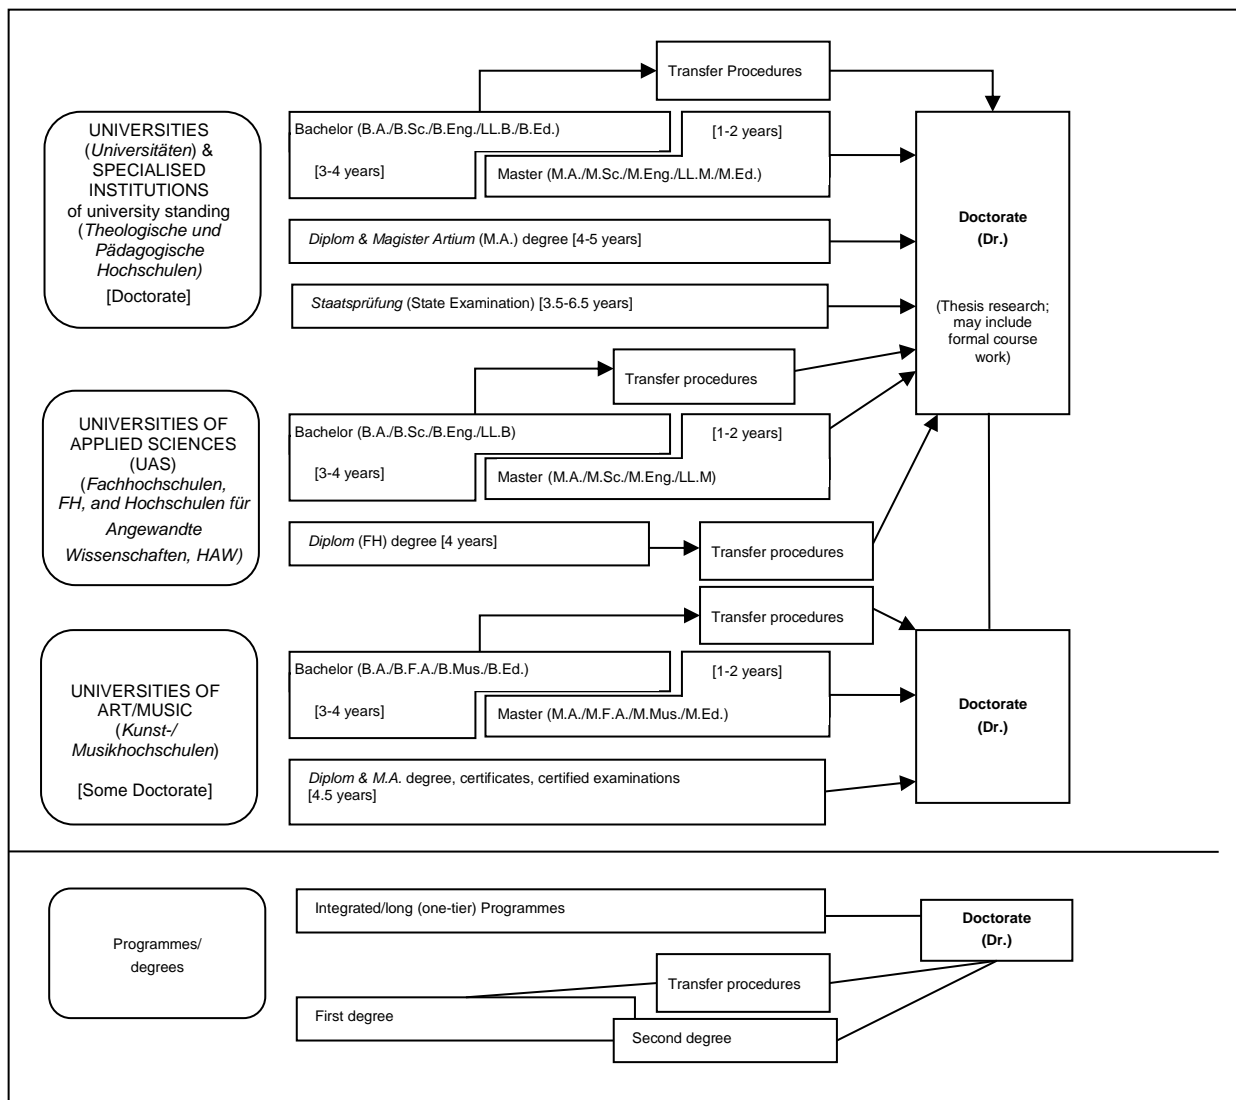 Transfer Procedures
UNIVERSITIES
(Universitäten) &
SPECIALISED
INSTITUTIONS
of university standing
(Theologische und
Pädagogische
Hochschulen)
[Doctorate]
Bachelor (B.A./B.Sc./B.Eng./LL.B./B.Ed.)
[3-4 years]
[1-2 years]
Master (M.A./M.Sc./M.Eng./LL.M./M.Ed.)
Diplom & Magister Artium (M.A.) degree [4-5 years]
Staatsprüfung (State Examination) [3.5-6.5 years]
Doctorate
(Dr.)
(Thesis research;
may include
formal course
work)
Transfer procedures
UNIVERSITIES OF
APPLIED SCIENCES
(UAS)
(Fachhochschulen,
FH, and Hochschulen für
Angewandte
Wissenschaften, HAW)
Bachelor (B.A./B.Sc./B.Eng./LL.B)
[3-4 years]
[1-2 years]
Master (M.A./M.Sc./M.Eng./LL.M)
Diplom (FH) degree [4 years]
Transfer procedures
Transfer procedures
UNIVERSITIES OF
ART/MUSIC
(Kunst-/
Musikhochschulen)
[Some Doctorate]
Bachelor (B.A./B.F.A./B.Mus./B.Ed.)
[3-4 years]
[1-2 years]
Master (M.A./M.F.A./M.Mus./M.Ed.)
Diplom & M.A. degree, certificates, certified examinations
[4.5 years]
Doctorate
(Dr.)
Programmes/
degrees
Integrated/long (one-tier) Programmes
Doctorate
(Dr.)
Transfer procedures
First degree
Second degree